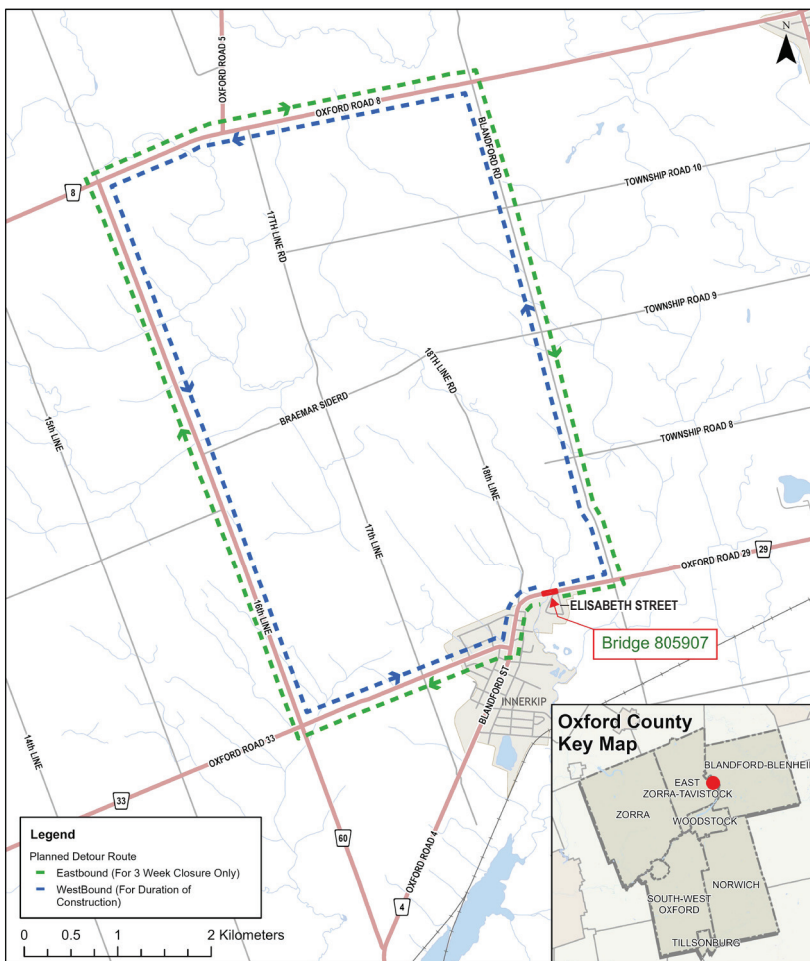 N
OXFORD ROAD 5
OXFORD ROAD 8
BLANDFORD RD
8
17TH LINE RD
TOWNSHIP ROAD 10
TOWNSHIP ROAD 9
18TH LINE RD
BRAEMAR SIDERD
15th LINE
TOWNSHIP ROAD 8
18th LINE
17th LINE
OXFORD ROAD 29
29
ELISABETH STREET
16th LINE
Bridge 805907
BLANDFORD ST
INNERKIP
14th LINE
OXFORD ROAD 33
33
60
OXFORD ROAD 4
4
Legend
Planned Detour Route
Eastbound (For 3 Week Closure Only)
WestBound (For Duration of
Construction)
0 0.5 1 2 Kilometers
Oxford County
Key Map
BLANDFORD-BLENHEI
EAST
ZORRA-TAVISTOCK
ZORRA
WOODSTOCK
NORWICH
SOUTH-WEST
OXFORD
TILLSONBURG